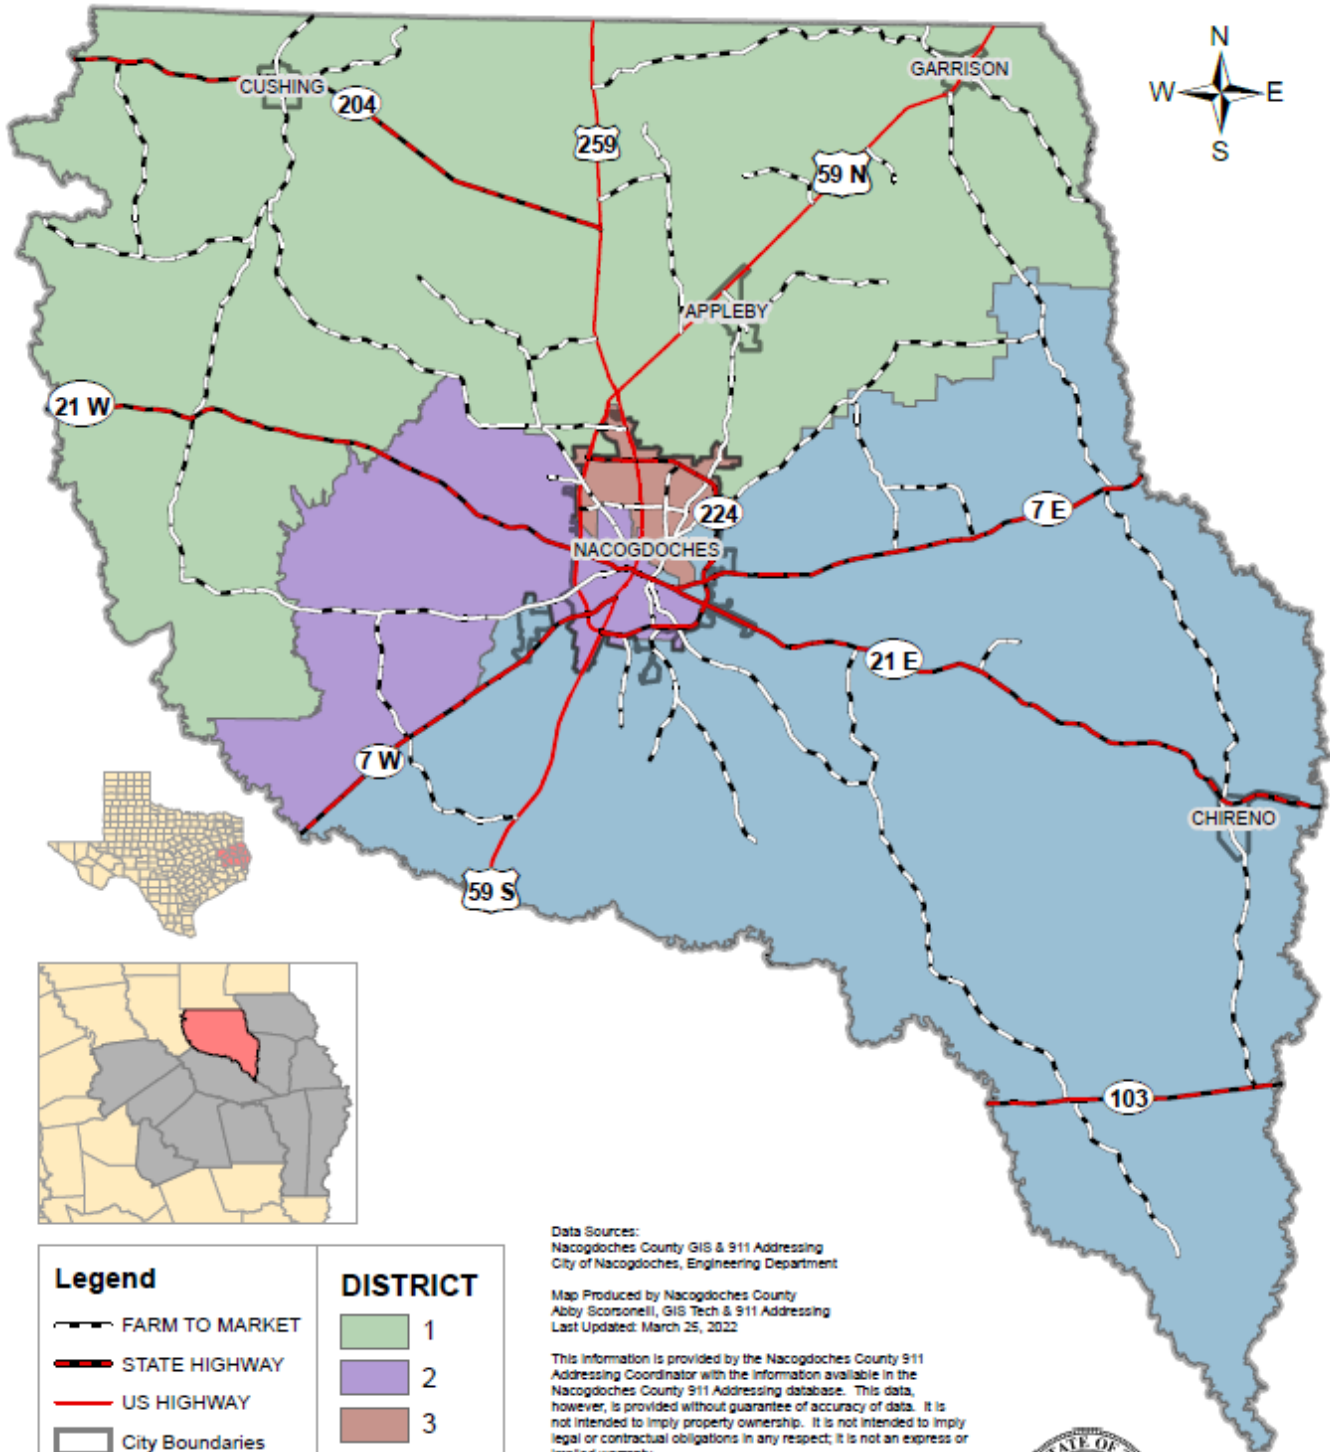 N
W E
S
CUSHING
GARRISON
204
259
59 N
APPLEBY
21 W
224
7 E
NACOGDOCHES
21 E
7 W
CHIRENO
59 S
103
Legend
FARM TO MARKET
STATE HIGHWAY
US HIGHWAY
City Boundaries
DISTRICT
1
2
3
Data Sources:
Nacogdoches County GIS & 911 Addressing
City of Nacogdoches, Engineering Department
Map Produced by Nacogdoches County
Abby Scorsonelli, GIS Tech & 911 Addressing
Last Updated: March 25, 2022
This information is provided by the Nacogdoches County 911
Addressing Coordinator with the information available in the
Nacogdoches County 911 Addressing database. This data,
however, is provided without guarantee of accuracy of data. It is
not intended to imply property ownership. It is not intended to imply
legal or contractual obligations in any respect; it is not an express or
implied warranty
ATE OF